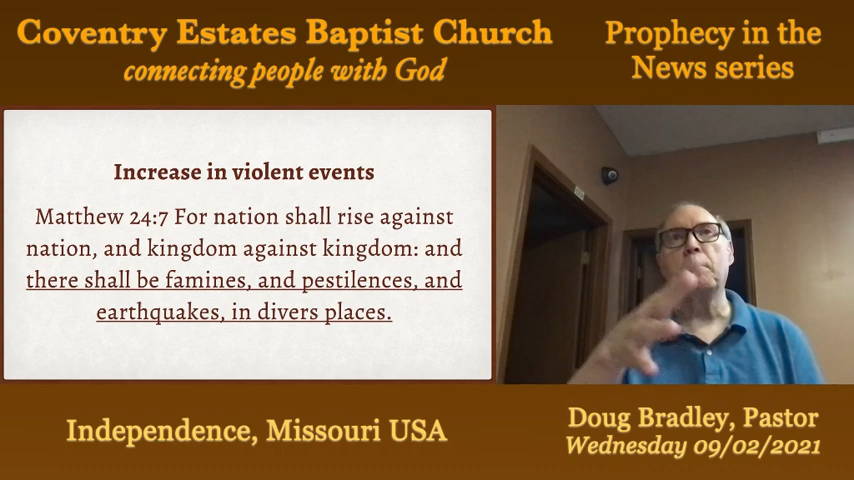 Coventry Estates Baptist Church
connecting people with God
Prophecy in the
News series
Increase in violent events
Matthew 24:7 For nation shall rise against
nation, and kingdom against kingdom: and
there shall be famines, and pestilences, and
earthquakes, in divers places.
Independence, Missouri USA
Doug Bradley, Pastor
Wednesday 09/02/2021